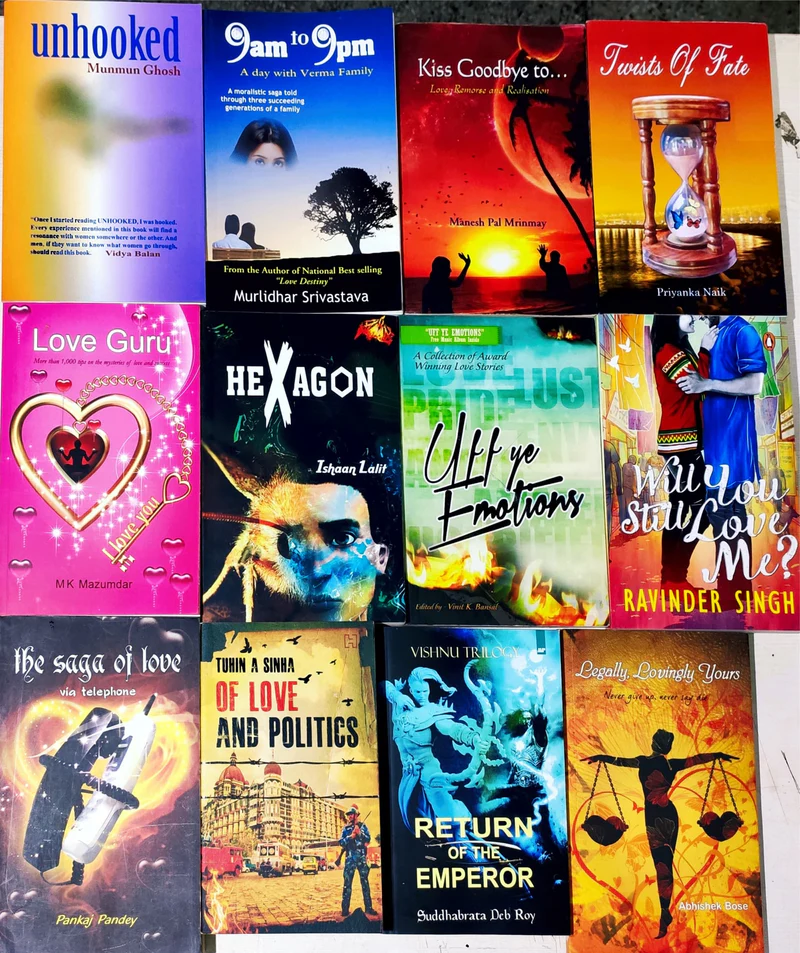 unhooked
Munmun Ghosh
"Once I started reading UNHOOKED, I was hooked.
Every experience mentioned in this book will find a
resonance with women somewhere or the other. And
men, if they want to know what women go through,
should read this book. Vidya Balan
9am to 9pm
A day with Verma Family
A moralistic saga told
through three succeeding
generations of a family
From the Author of National Best selling
"Love Destiny"
Murlidhar Srivastava
Kiss Goodbye to...
Love, Remorse and Realisation
Manesh Pal Mrinmay
Twists Of Fate
Priyanka Naik
Love Guru
More than 1,000 tips on the mysteries of love and
I love you
MK Mazumdar
HEXAGON
Ishaan Lalit
"UFF YE EMOTIONS"
Free Music Album Inside
A Collection of Award
Winning Love Stories
LUST
PRIDE
Uff ye
Emotions
Edited by - Vinit K. Bansal
Will You
Still Love
Me?
RAVINDER SINGH
the saga of love
via telephone
Pankaj Pandey
TUHIN A SINHA
OF LOVE
AND POLITICS
VISHNU TRILOGY
RETURN
OF THE
EMPEROR
Suddhabrata Deb Roy
Legally, Lovingly Yours
Never give up, never say die
Abhishek Bose